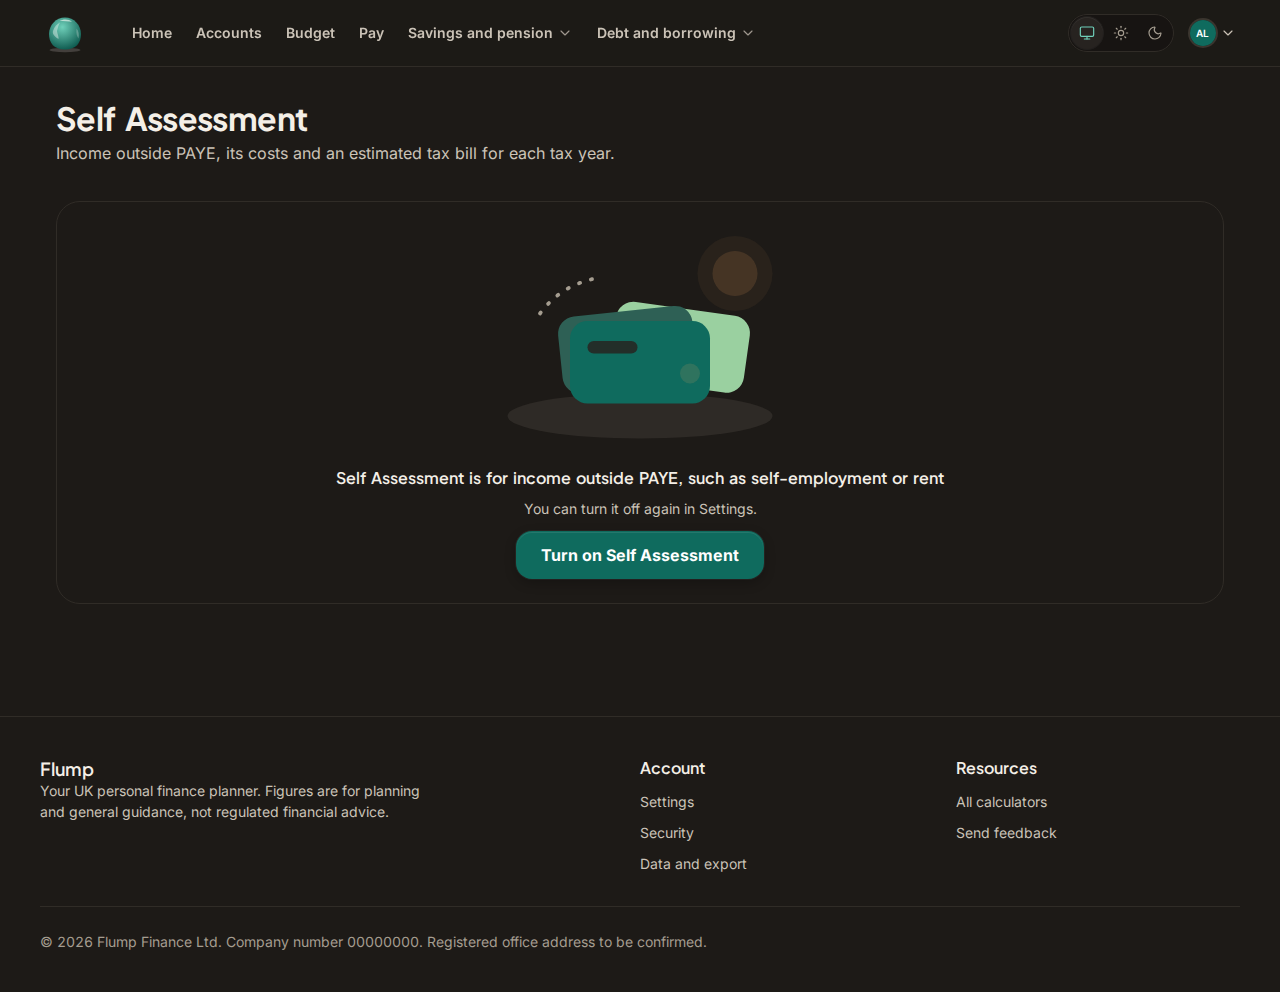 Home
Accounts
Budget
Pay
Savings and pension
Debt and borrowing
AL
Self Assessment
Income outside PAYE, its costs and an estimated tax bill for each tax year.
Self Assessment is for income outside PAYE, such as self-employment or rent
You can turn it off again in Settings.
Turn on Self Assessment
Flump
Your UK personal finance planner. Figures are for planning
and general guidance, not regulated financial advice.
Account
Settings
Security
Data and export
Resources
All calculators
Send feedback
© 2026 Flump Finance Ltd. Company number 00000000. Registered office address to be confirmed.